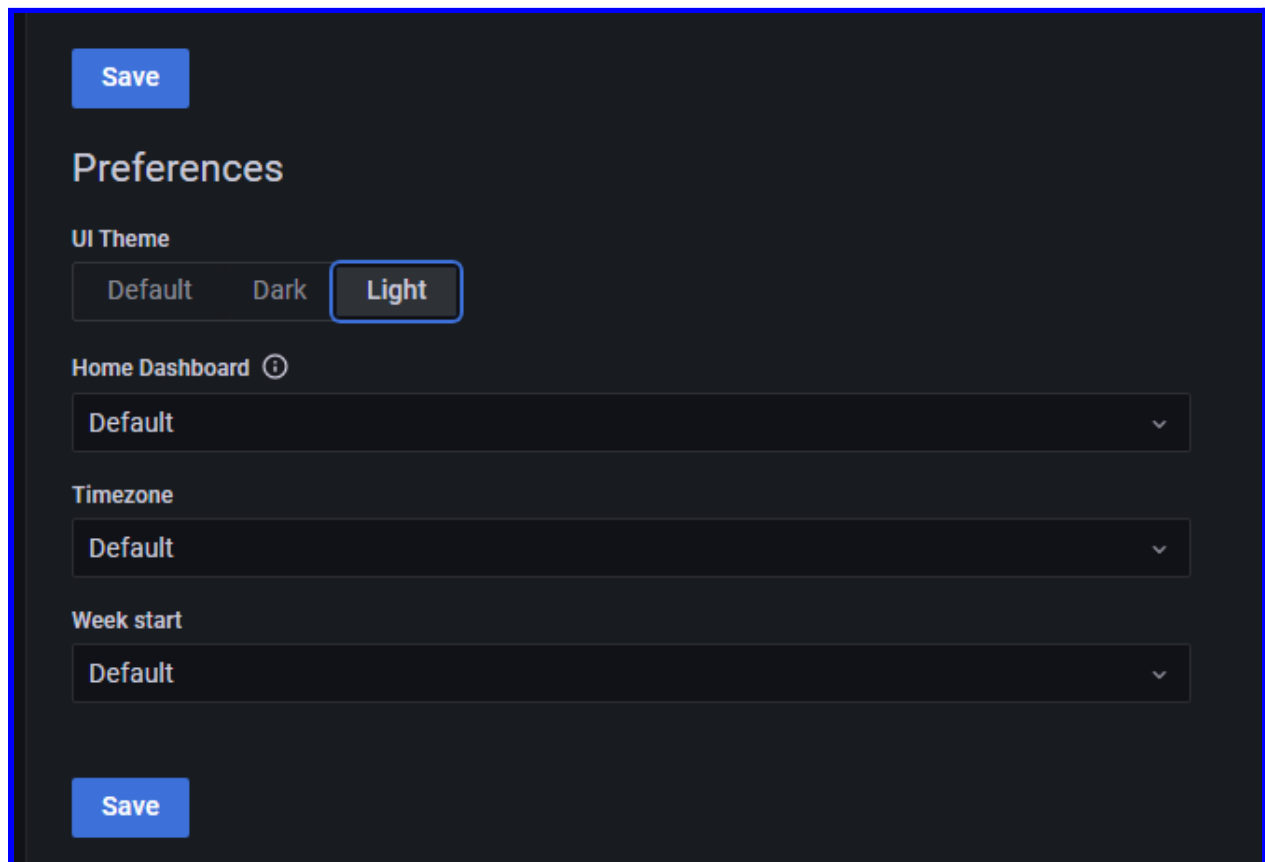 Save
Preferences
UI Theme
Default Dark Light
Home Dashboard
Default
Timezone
Default
Week start
Default
Save